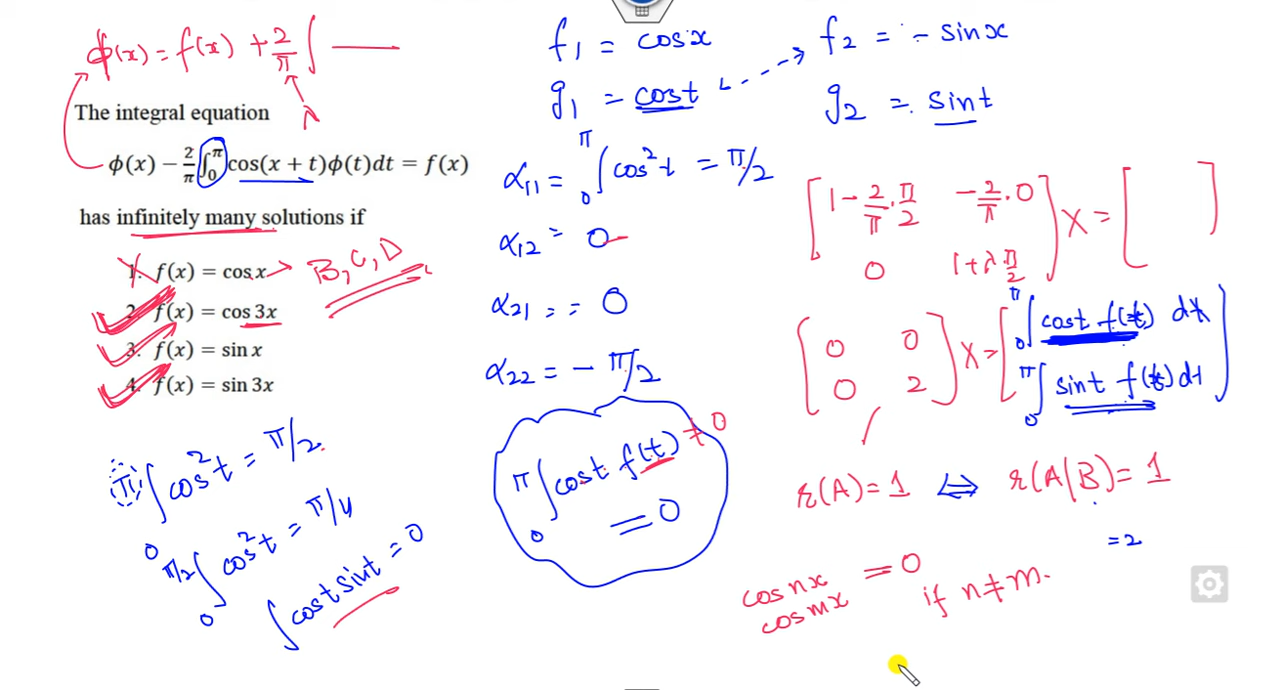 φ(x) = f(x) + 2/π ∫ ——
λ
The integral equation
φ(x) − 2/π ∫₀^π cos(x + t)φ(t)dt = f(x)
has infinitely many solutions if
1. f(x) = cos x
B, C, D
2. f(x) = cos 3x
3. f(x) = sin x
4. f(x) = sin 3x
∫₀^π cos²t = π/2
∫₀^π/2 cos²t = π/4
∫ cost sint = 0
f₁ = cosx
g₁ = cost
f₂ = - sinx
g₂ = sint
α₁₁ = ∫₀^π cos²t = π/2
α₁₂ = 0
α₂₁ = = 0
α₂₂ = - π/2
∫₀^π cost f(t) ≠ 0
= 0
[1 - 2/π · π/2   -2/π · 0] X = [ ]
[0   1+λ π/2]
[0   0] X = [∫₀^π cost f(t) dt]
[0   2] [∫₀^π sint f(t) dt]
r(A) = 1 ⇔ r(A|B) = 1
= 2
cos nx = 0
cos mx if n ≠ m.